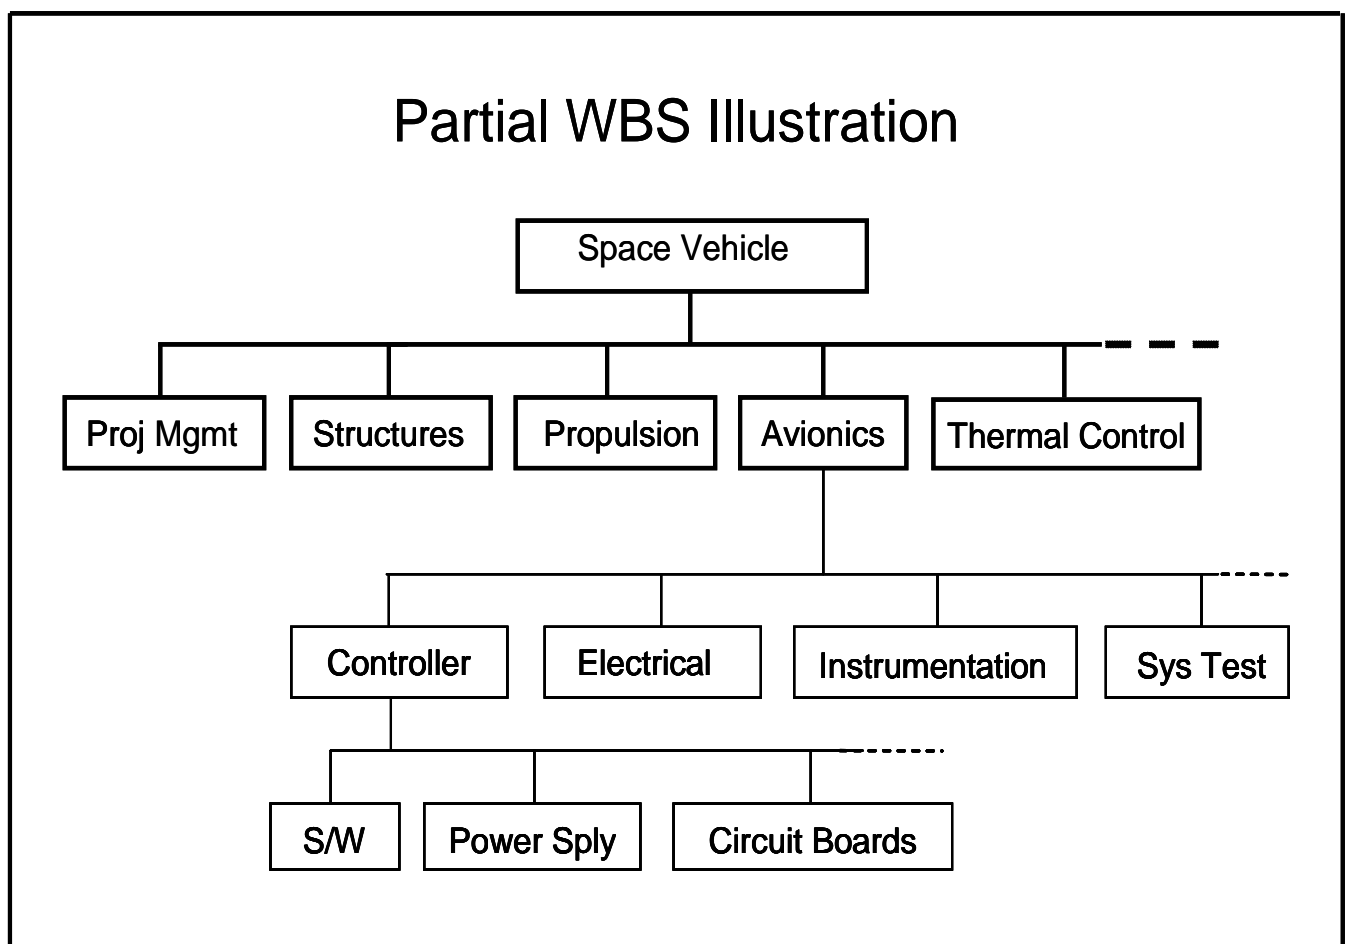 Partial WBS Illustration
Space Vehicle
Proj Mgmt
Structures
Propulsion
Avionics
Thermal Control
Controller
Electrical
Instrumentation
Sys Test
S/W
Power Sply
Circuit Boards